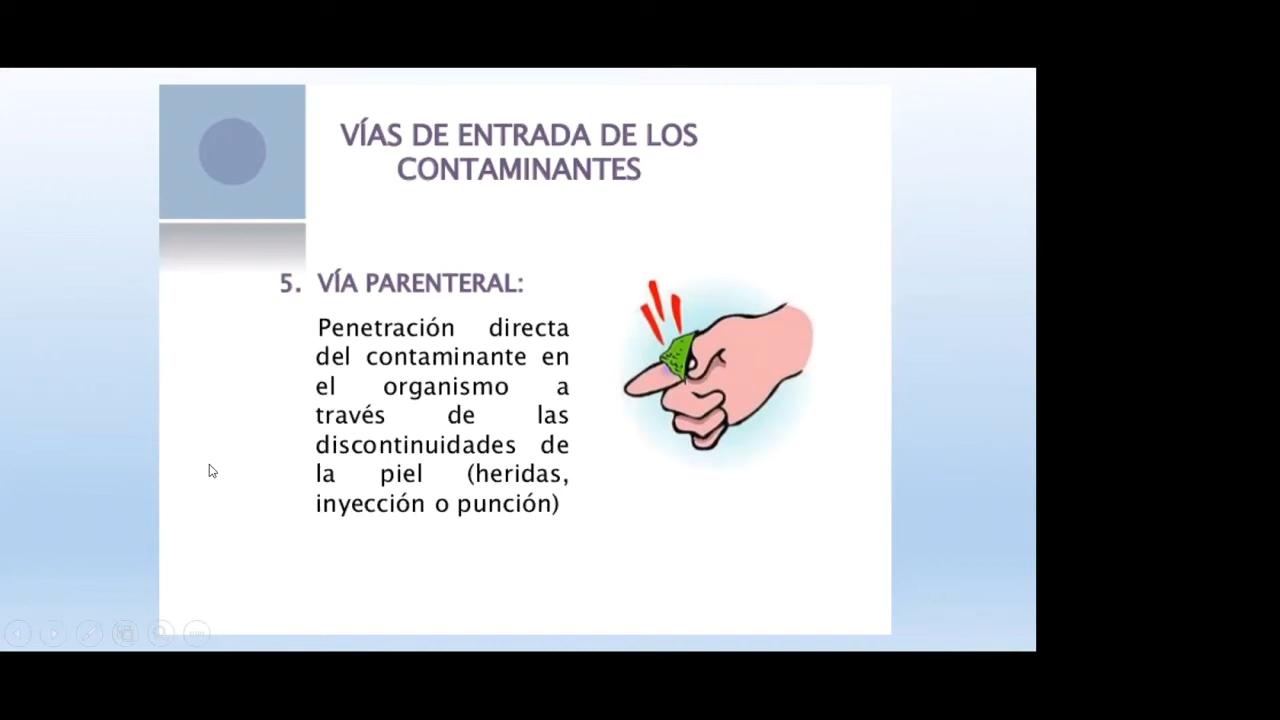 VÍAS DE ENTRADA DE LOS
CONTAMINANTES
5. VÍA PARENTERAL:
Penetración directa
del contaminante en
el organismo a
través de las
discontinuidades de
la piel (heridas,
inyección o punción)